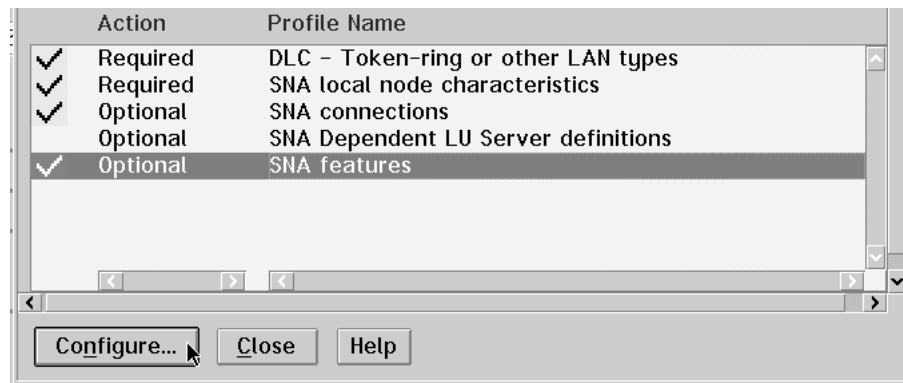 Action Profile Name
Required DLC - Token-ring or other LAN types
Required SNA local node characteristics
Optional SNA connections
Optional SNA Dependent LU Server definitions
Optional SNA features
Configure... Close Help